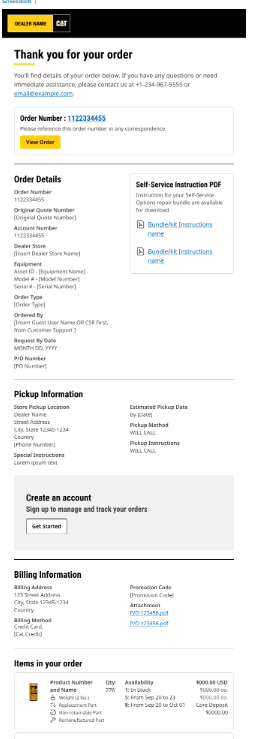 Screenshots |
DEALER NAME CAT
Thank you for your order
You'll find details of your order below. If you have any questions or need
immediate assistance, please contact us at +1-234-967-5555 or
email@example.com.
Order Number : 1122334455
Please reference this order number in any correspondence.
View Order
Order Details
Order Number
1122334455
Original Quote Number
[Original Quote Number]
Account Number
1122334455
Dealer Store
[Insert Dealer Store Name]
Equipment
Asset ID - [Equipment Name]
Model # - [Model Number]
Serial # - [Serial Number]
Order Type
[Order Type]
Ordered By
[Insert Guest User Name OR CSR-First,
from Customer Support ]
Request By Date
MONTH DD, YYYY
P/O Number
[PO Number]
Self-Service Instruction PDF
Instruction for your Self-Service
Options repair bundle are available
for download.
Bundle/kit Instructions
name
Bundle/kit Instructions
name
Pickup Information
Store Pickup Location
Dealer Name
Street Address
City, State 12345-1234
Country
[Phone Number]
Special Instructions
Lorem ipsum text
Estimated Pickup Date
By [Date]
Pickup Method
WILL CALL
Pickup Instructions
WILL CALL
Create an account
Sign up to manage and track your orders
Get Started
Billing Information
Billing Address
123 Street Address
City, State 12345-1234
Country
Billing Method
Credit Card,
[Cat Credit]
Promotion Code
[Promotion Code]
Attachment
P/O 123456.pdf
P/O 123456.pdf
Items in your order
Product Number
and Name
Weight (2 lbs.)
Replacement Part
Non-returnable Part
Remanufactured Part
Qty:
276
Availability
1: In Stock
5: From Sep 20 to 23
8: From Sep 20 to Oct 01
$000.00 USD
$000.00 ea.
$000.00 ea.
Core Deposit
$0000.00